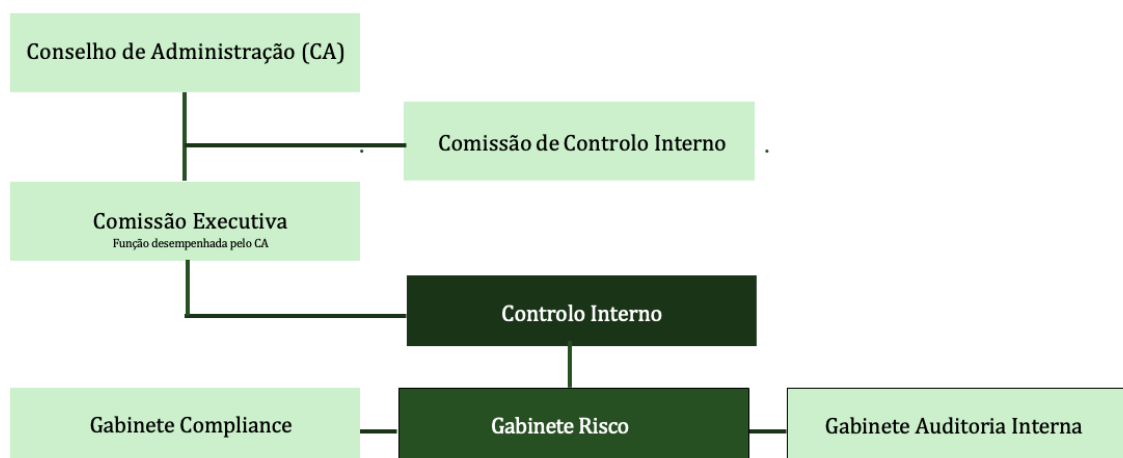 Conselho de Administração (CA)
Comissão de Controlo Interno
Comissão Executiva
Função desempenhada pelo CA
Controlo Interno
Gabinete Compliance
Gabinete Risco
Gabinete Auditoria Interna